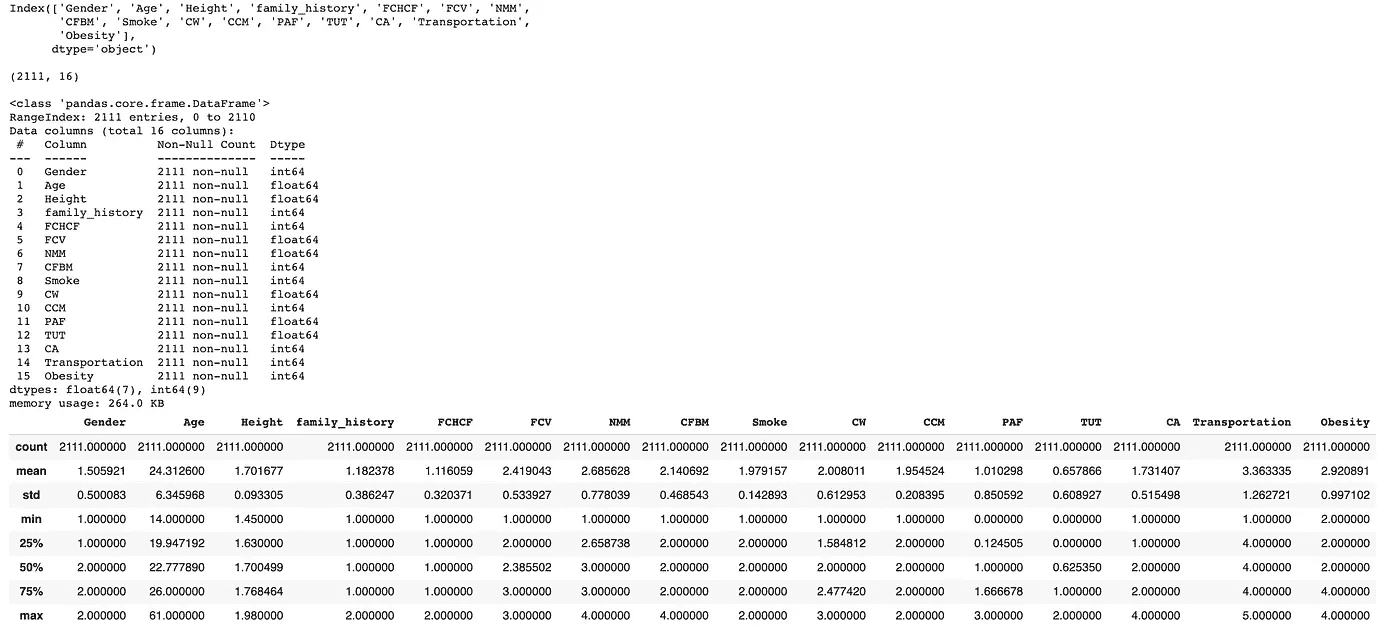 Index(['Gender', 'Age', 'Height', 'family_history', 'FCHCF', 'FCV', 'NMM',
'CFBM', 'Smoke', 'CW', 'CCM', 'PAF', 'TUT', 'CA', 'Transportation',
'Obesity'],
dtype='object')
(2111, 16)
<class 'pandas.core.frame.DataFrame'>
RangeIndex: 2111 entries, 0 to 2110
Data columns (total 16 columns):
# Column Non-Null Count Dtype
--- ------ -------------- -----
0 Gender 2111 non-null int64
1 Age 2111 non-null float64
2 Height 2111 non-null float64
3 family_history 2111 non-null int64
4 FCHCF 2111 non-null int64
5 FCV 2111 non-null float64
6 NMM 2111 non-null float64
7 CFBM 2111 non-null int64
8 Smoke 2111 non-null int64
9 CW 2111 non-null float64
10 CCM 2111 non-null int64
11 PAF 2111 non-null float64
12 TUT 2111 non-null float64
13 CA 2111 non-null int64
14 Transportation 2111 non-null int64
15 Obesity 2111 non-null int64
dtypes: float64(7), int64(9)
memory usage: 264.0 KB
Gender Age Height family_history FCHCF FCV NMM CFBM Smoke CW CCM PAF TUT CA Transportation Obesity
count 2111.000000 2111.000000 2111.000000 2111.000000 2111.000000 2111.000000 2111.000000 2111.000000 2111.000000 2111.000000 2111.000000 2111.000000 2111.000000 2111.000000 2111.000000 2111.000000
mean 1.505921 24.312600 1.701677 1.182378 1.116059 2.419043 2.685628 2.140692 1.979157 2.008011 1.954524 1.010298 0.657866 1.731407 3.363335 2.920891
std 0.500083 6.345968 0.093305 0.386247 0.320371 0.533927 0.778039 0.468543 0.142893 0.612953 0.208395 0.850592 0.608927 0.515498 1.262721 0.997102
min 1.000000 14.000000 1.450000 1.000000 1.000000 1.000000 1.000000 1.000000 1.000000 1.000000 1.000000 0.000000 0.000000 1.000000 1.000000 2.000000
25% 1.000000 19.947192 1.630000 1.000000 1.000000 2.000000 2.658738 2.000000 2.000000 1.584812 2.000000 0.124505 0.000000 1.000000 4.000000 2.000000
50% 2.000000 22.777890 1.700499 1.000000 1.000000 2.385502 3.000000 2.000000 2.000000 2.000000 2.000000 1.000000 0.625350 2.000000 4.000000 2.000000
75% 2.000000 26.000000 1.768464 1.000000 1.000000 3.000000 3.000000 2.000000 2.000000 2.477420 2.000000 1.666678 1.000000 2.000000 4.000000 4.000000
max 2.000000 61.000000 1.980000 2.000000 2.000000 3.000000 4.000000 4.000000 2.000000 3.000000 2.000000 3.000000 2.000000 4.000000 5.000000 4.000000